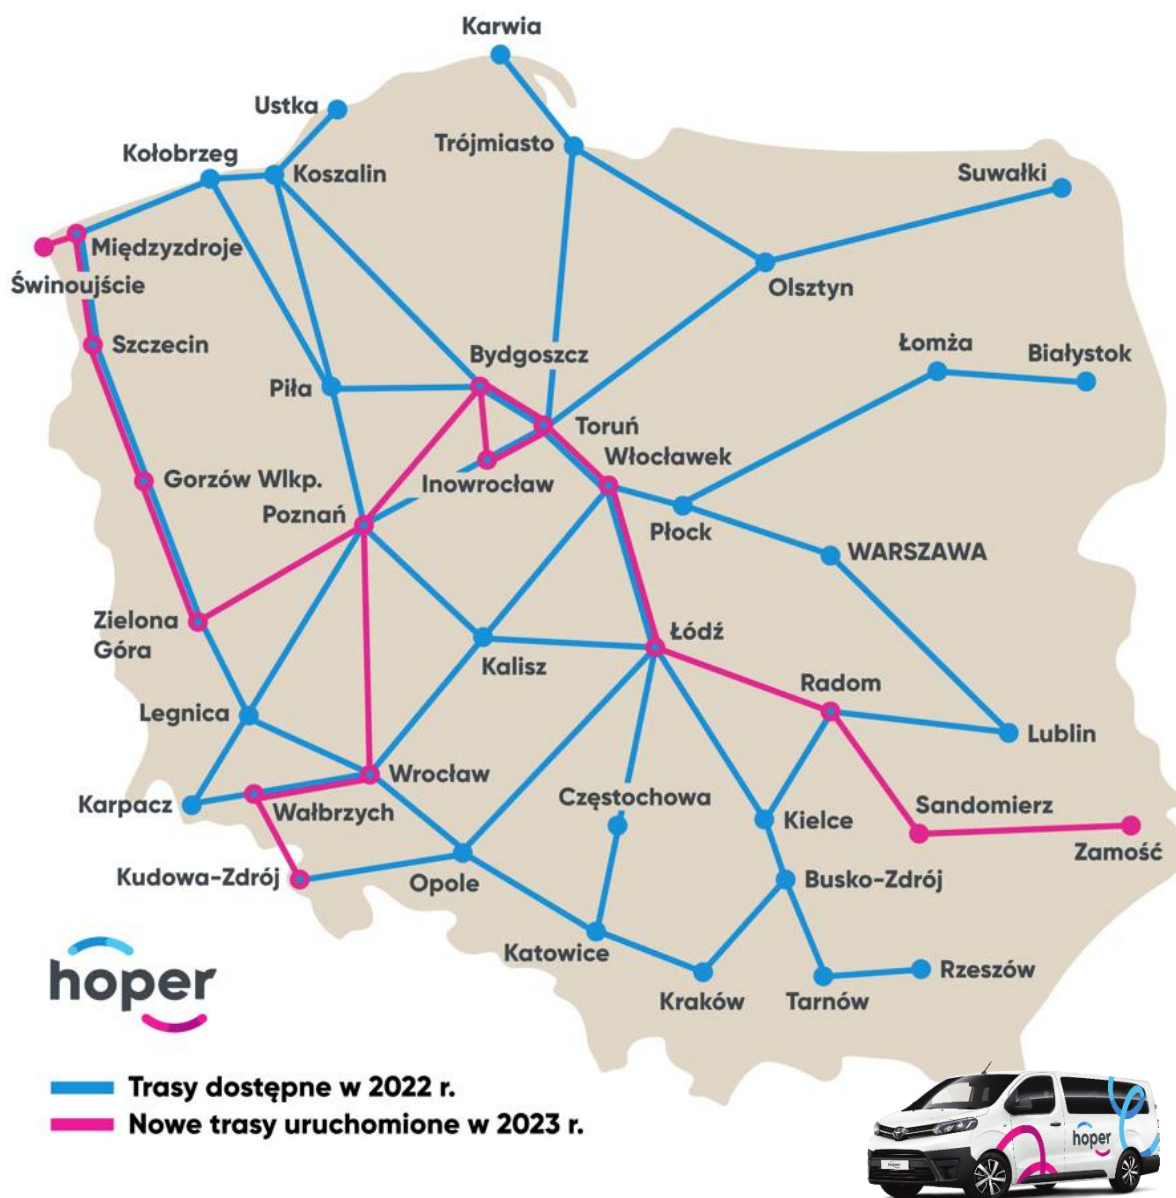 Karwia
Ustka
Trójmiasto
Kołobrzeg
Koszalin
Suwałki
Międzyzdroje
Świnoujście
Olsztyn
Szczecin
Łomża
Bydgoszcz
Białystok
Piła
Toruń
Włocławek
Gorzów Wlkp.
Inowrocław
Poznań
Płock
WARSZAWA
Zielona
Góra
Łódź
Kalisz
Radom
Legnica
Lublin
Wrocław
Częstochowa
Karpacz
Wałbrzych
Sandomierz
Kielce
Zamość
Kudowa-Zdrój
Opole
Busko-Zdrój
Katowice
Rzeszów
Kraków
Tarnów
hoper
Trasy dostępne w 2022 r.
Nowe trasy uruchomione w 2023 r.
hoper
hoper